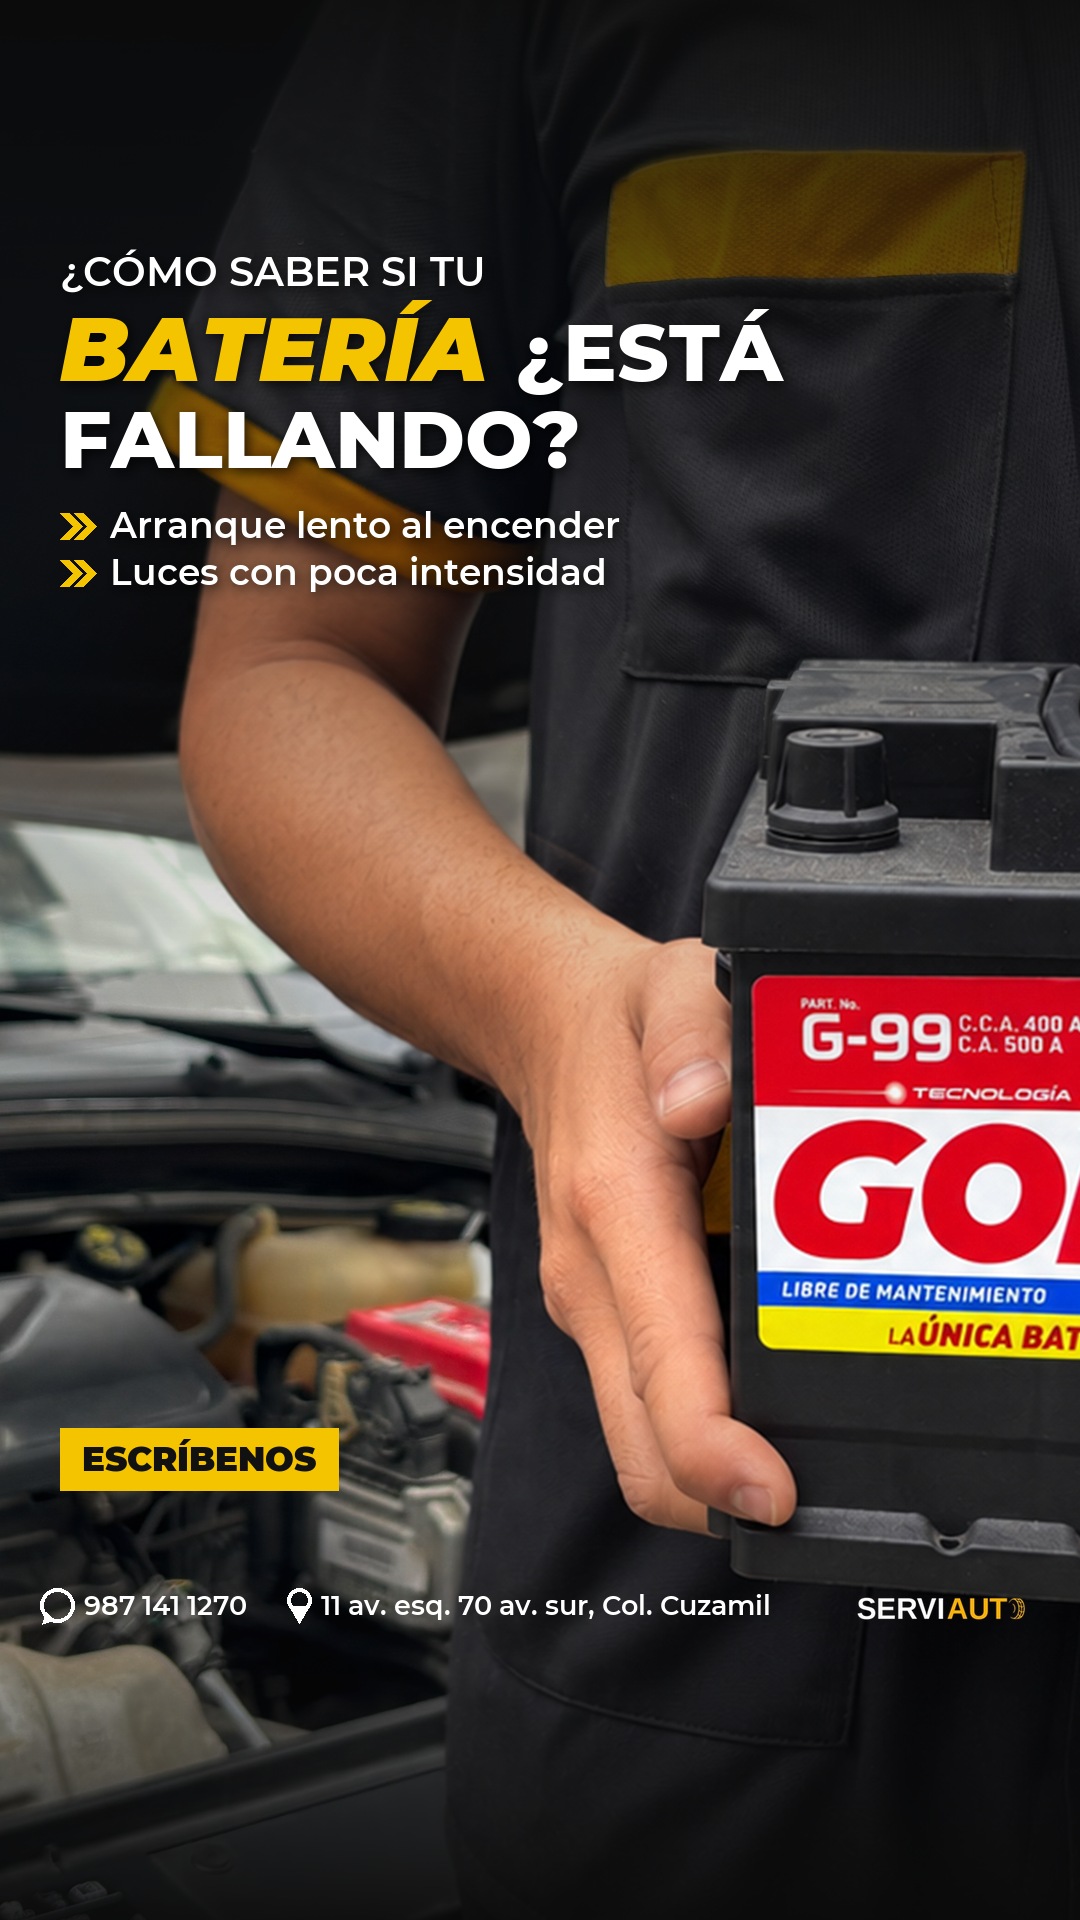 ¿CÓMO SABER SI TU
BATERÍA ¿ESTÁ
FALLANDO?
Arranque lento al encender
Luces con poca intensidad
PART. No.
G-99
C.C.A. 400 A
C.A. 500 A
TECNOLOGÍA
GO
LIBRE DE MANTENIMIENTO
LA ÚNICA BAT
ESCRÍBENOS
987 141 1270
11 av. esq. 70 av. sur, Col. Cuzamil
SERVIAUTO